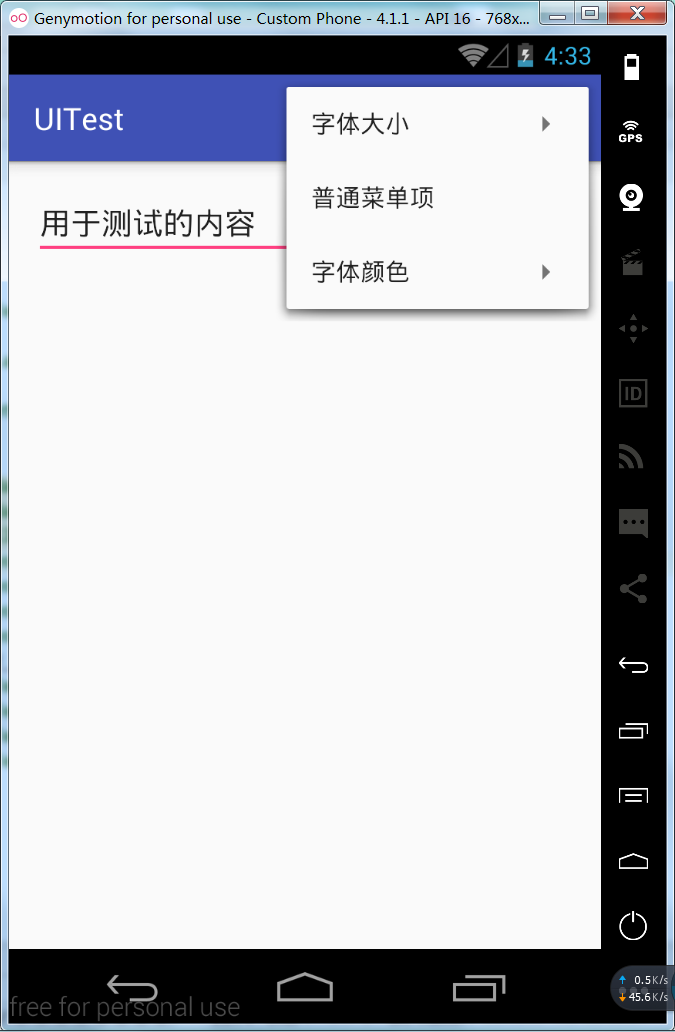 Genymotion for personal use - Custom Phone - 4.1.1 - API 16 - 768x...
4:33
UITest
字体大小
GPS
普通菜单项
用于测试的内容
字体颜色
ID
0.5K/s
45.6K/s
free for personal use